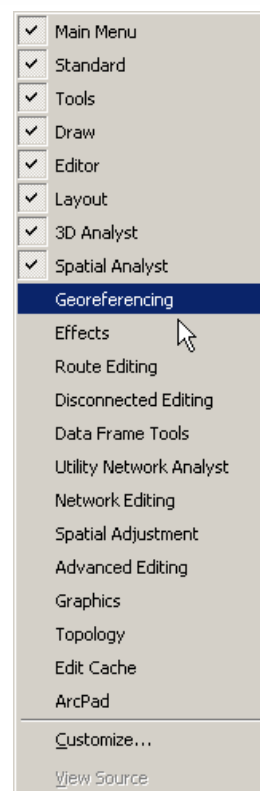 Main Menu
Standard
Tools
Draw
Editor
Layout
3D Analyst
Spatial Analyst
Georeferencing
Effects
Route Editing
Disconnected Editing
Data Frame Tools
Utility Network Analyst
Network Editing
Spatial Adjustment
Advanced Editing
Graphics
Topology
Edit Cache
ArcPad
Customize...
View Source